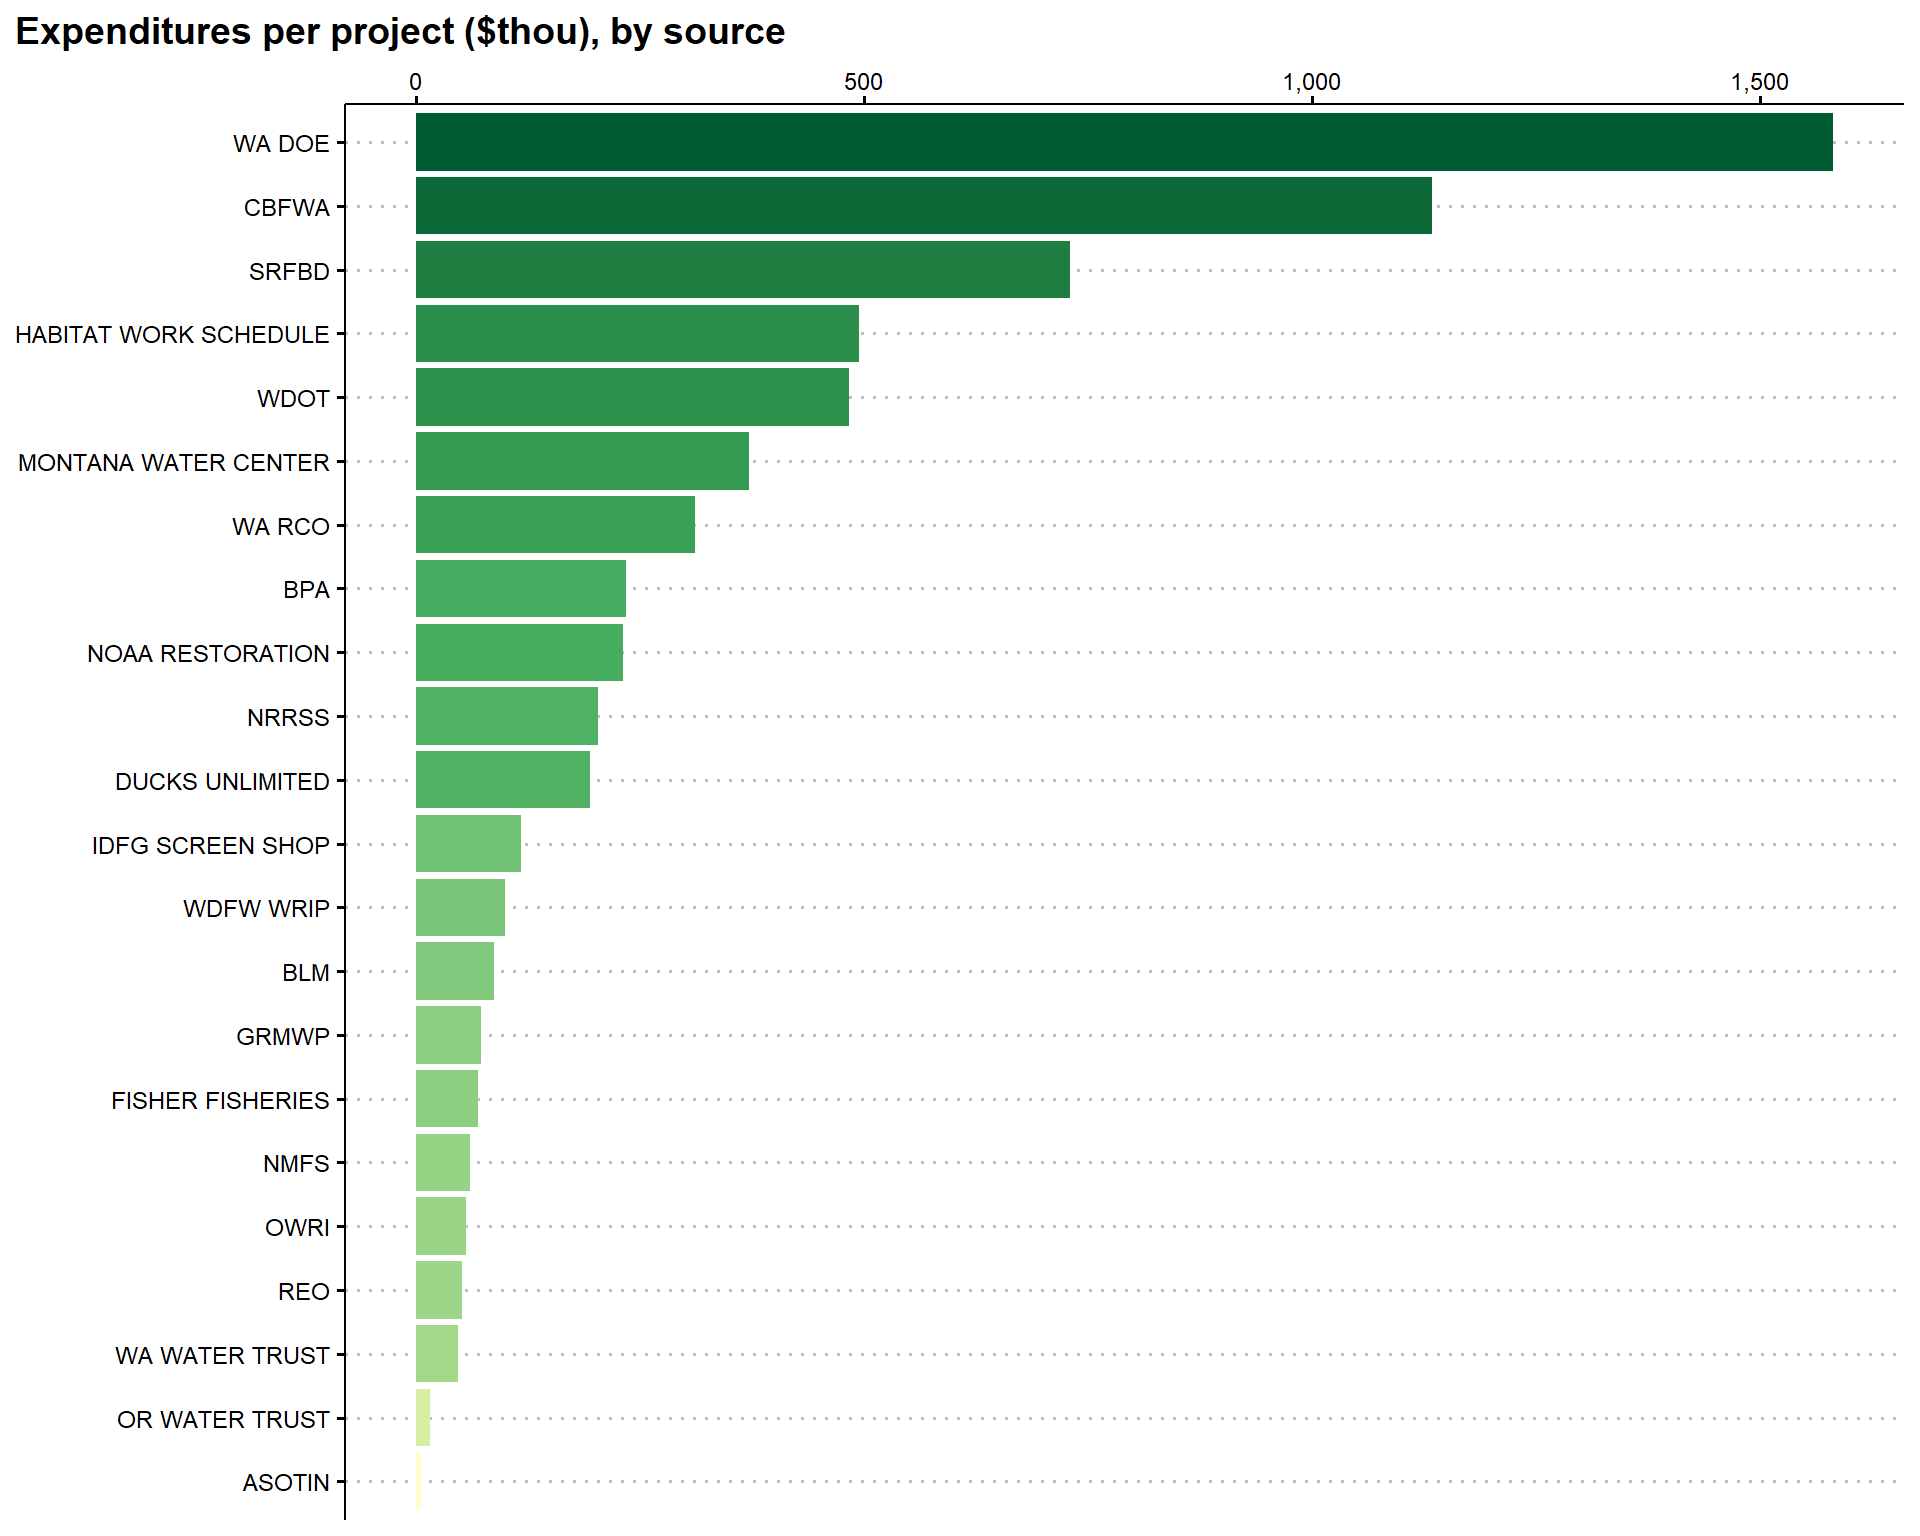 Expenditures per project ($thou), by source
0 500 1,000 1,500
WA DOE
CBFWA
SRFBD
HABITAT WORK SCHEDULE
WDOT
MONTANA WATER CENTER
WA RCO
BPA
NOAA RESTORATION
NRRSS
DUCKS UNLIMITED
IDFG SCREEN SHOP
WDFW WRIP
BLM
GRMWP
FISHER FISHERIES
NMFS
OWRI
REO
WA WATER TRUST
OR WATER TRUST
ASOTIN